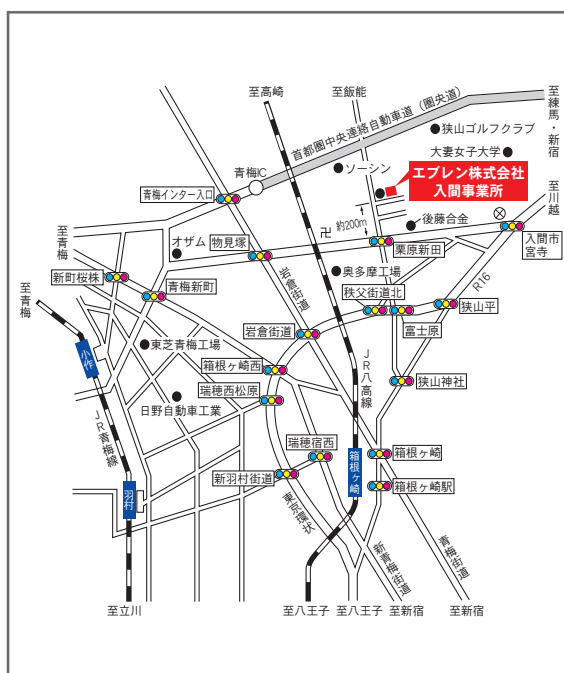 至高崎
至飯能
至練馬・新宿
首都圏中央連絡自動車道（圏央道）
狭山ゴルフクラブ
大妻女子大学
ソーシン
青梅IC
エブレン株式会社
入間事業所
至川越
青梅インター入口
約200m
後藤合金
至青梅
オザム
物見塚
卍
栗原新田
入間市宮寺
新町桜株
青梅新町
岩倉街道
奥多摩工場
R16
秩父街道北
狭山平
至青梅
富士原
岩倉街道
小作
東芝青梅工場
箱根ヶ崎西
JR八高線
狭山神社
瑞穂西松原
日野自動車工業
JR青梅線
瑞穂宿西
箱根ヶ崎
箱根ヶ崎
新羽村街道
羽村
箱根ヶ崎駅
東京環状
新青梅街道
青梅街道
至立川
至八王子
至八王子
至新宿
至新宿